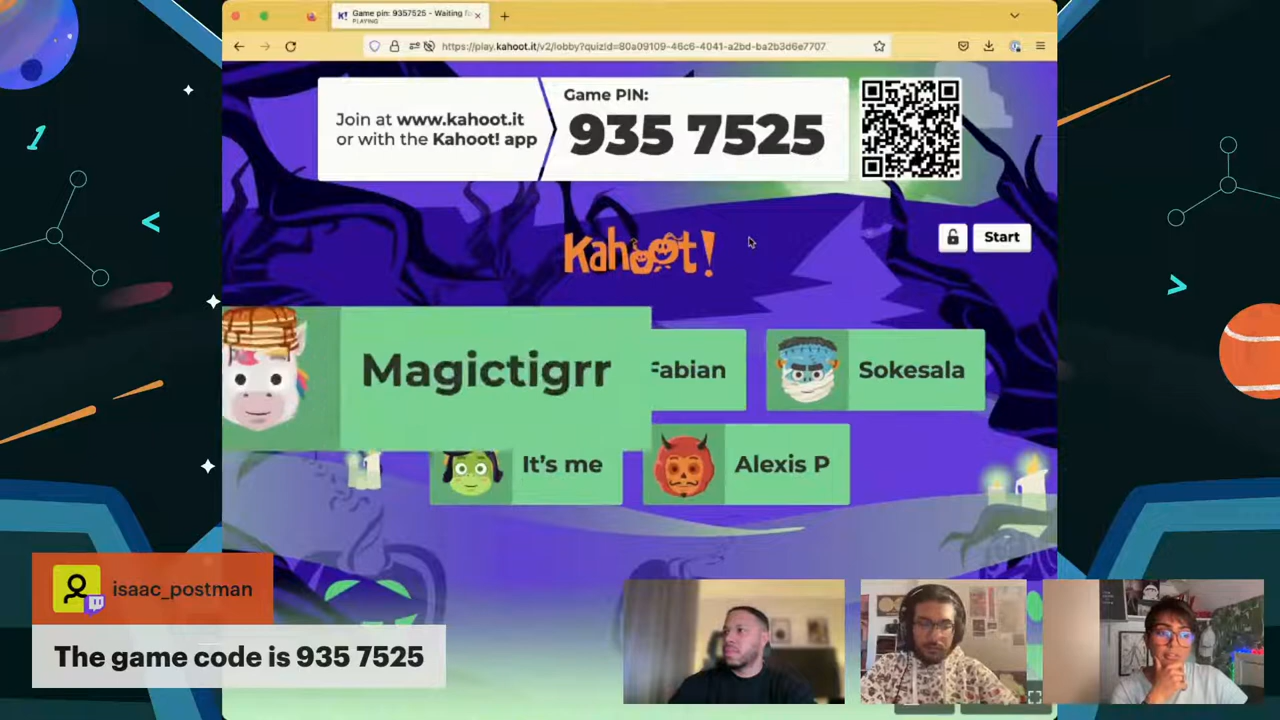 Game pin: 9357525 - Waiting fo
PLAYING
https://play.kahoot.it/v2/lobby?quizId=80a09109-46c6-4041-a2bd-ba2b3d6e7707
Join at www.kahoot.it
or with the Kahoot! app
Game PIN:
935 7525
Kahoot!
Start
Magictigrr
Fabian
Sokesala
It's me
Alexis P
isaac_postman
The game code is 935 7525